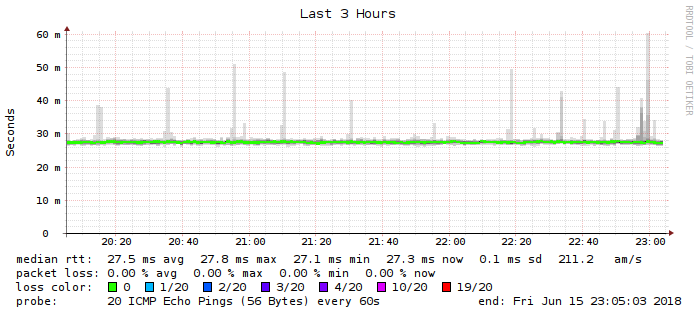 Last 3 Hours
RRDTOOL / TOBI OETIKER
Seconds
60 m
50 m
40 m
30 m
20 m
10 m
0
20:20 20:40 21:00 21:20 21:40 22:00 22:20 22:40 23:00
median rtt: 27.5 ms avg 27.8 ms max 27.1 ms min 27.3 ms now 0.1 ms sd 211.2 am/s
packet loss: 0.00 % avg 0.00 % max 0.00 % min 0.00 % now
loss color: 0 1/20 2/20 3/20 4/20 10/20 19/20
probe: 20 ICMP Echo Pings (56 Bytes) every 60s end: Fri Jun 15 23:05:03 2018